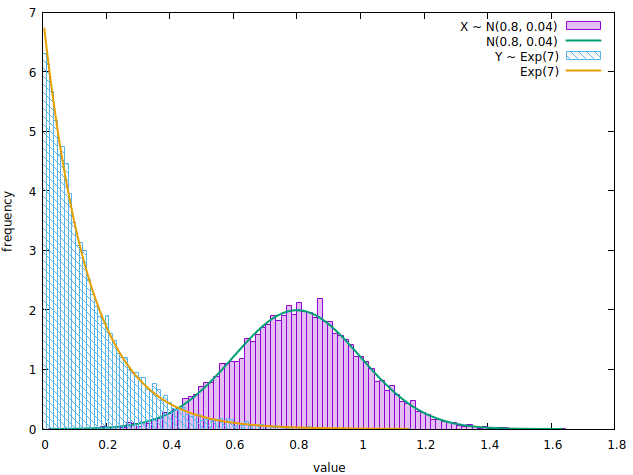 7
6
5
4
3
2
1
0
frequency
X ~ N(0.8, 0.04)
N(0.8, 0.04)
Y ~ Exp(7)
Exp(7)
0 0.2 0.4 0.6 0.8 1 1.2 1.4 1.6 1.8
value